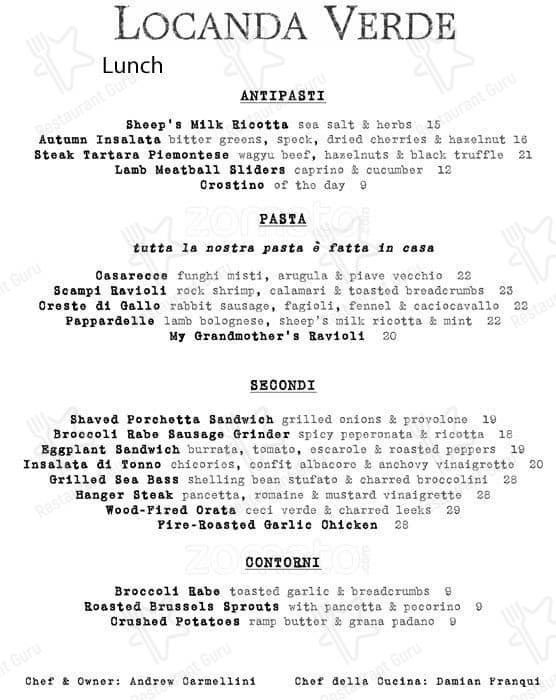 LOCANDA VERDE
Lunch
ANTIPASTI
Sheep's Milk Ricotta sea salt & herbs 15
Autumn Insalata bitter greens, speck, dried cherries & hazelnut 16
Steak Tartara Piemontese wagyu beef, hazelnuts & black truffle 21
Lamb Meatball Sliders caprino & cucumber 12
Crostino of the day 9
PASTA
tutta la nostra pasta è fatta in casa
Casarecce funghi misti, arugula & piave vecchio 22
Scampi Ravioli rock shrimp, calamari & toasted breadcrumbs 23
Creste di Gallo rabbit sausage, fagioli, fennel & caciocavallo 22
Pappardelle lamb bolognese, sheep's milk ricotta & mint 22
My Grandmother's Ravioli 20
SECONDI
Shaved Porchetta Sandwich grilled onions & provolone 19
Broccoli Rabe Sausage Grinder spicy peperonata & ricotta 18
Eggplant Sandwich burrata, tomato, escarole & roasted peppers 19
Insalata di Tonno chicories, confit albacoro & anchovy vinaigrette 20
Grilled Sea Bass shelling bean stufato & charred broccolini 28
Hanger Steak pancetta, romaine & mustard vinaigrette 28
Wood-Fired Orata ceci verde & charred leeks 29
Fire-Roasted Garlic Chicken 28
CONTORNI
Broccoli Rabe toasted garlic & breadcrumbs 9
Roasted Brussels Sprouts with pancetta & pecorino 9
Crushed Potatoes ramp butter & grana padano 9
Chef & Owner: Andrew Carmellini Chef della Cucina: Damian Franqui
zomato.com
zomato.com
Restaurant Guru